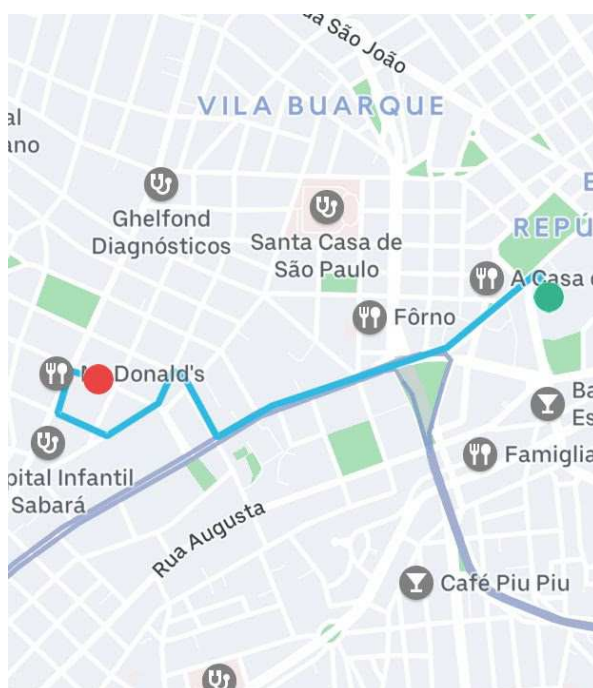 ua São João
VILA BUARQUE
al
ano
Ghelfond
Diagnósticos
Santa Casa de
São Paulo
E
REPÚ
A Casa
Fôrno
Donald's
Ba
Es
Famiglia
pital Infantil
Sabará
Rua Augusta
Café Piu Piu